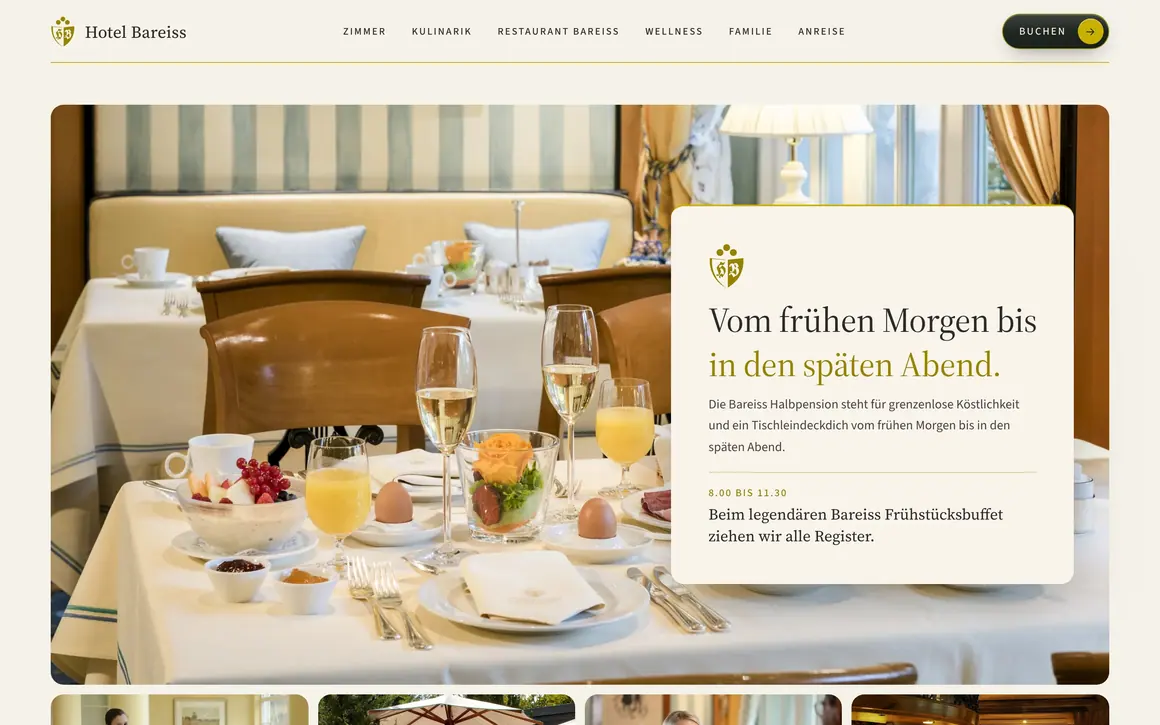 Hotel Bareiss
ZIMMER
KULINARIK
RESTAURANT BAREISS
WELLNESS
FAMILIE
ANREISE
BUCHEN
Vom frühen Morgen bis
in den späten Abend.
Die Bareiss Halbpension steht für grenzenlose Köstlichkeit
und ein Tischleindeckdich vom frühen Morgen bis in den
späten Abend.
8.00 BIS 11.30
Beim legendären Bareiss Frühstücksbuffet
ziehen wir alle Register.